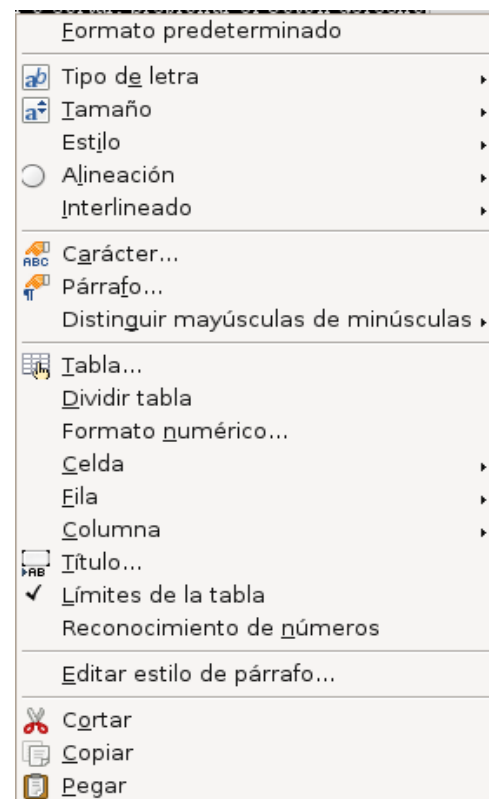 Formato predeterminado
Tipo de letra
Tamaño
Estilo
Alineación
Interlineado
Carácter...
Párrafo...
Distinguir mayúsculas de minúsculas
Tabla...
Dividir tabla
Formato numérico...
Celda
Fila
Columna
Título...
Límites de la tabla
Reconocimiento de números
Editar estilo de párrafo...
Cortar
Copiar
Pegar